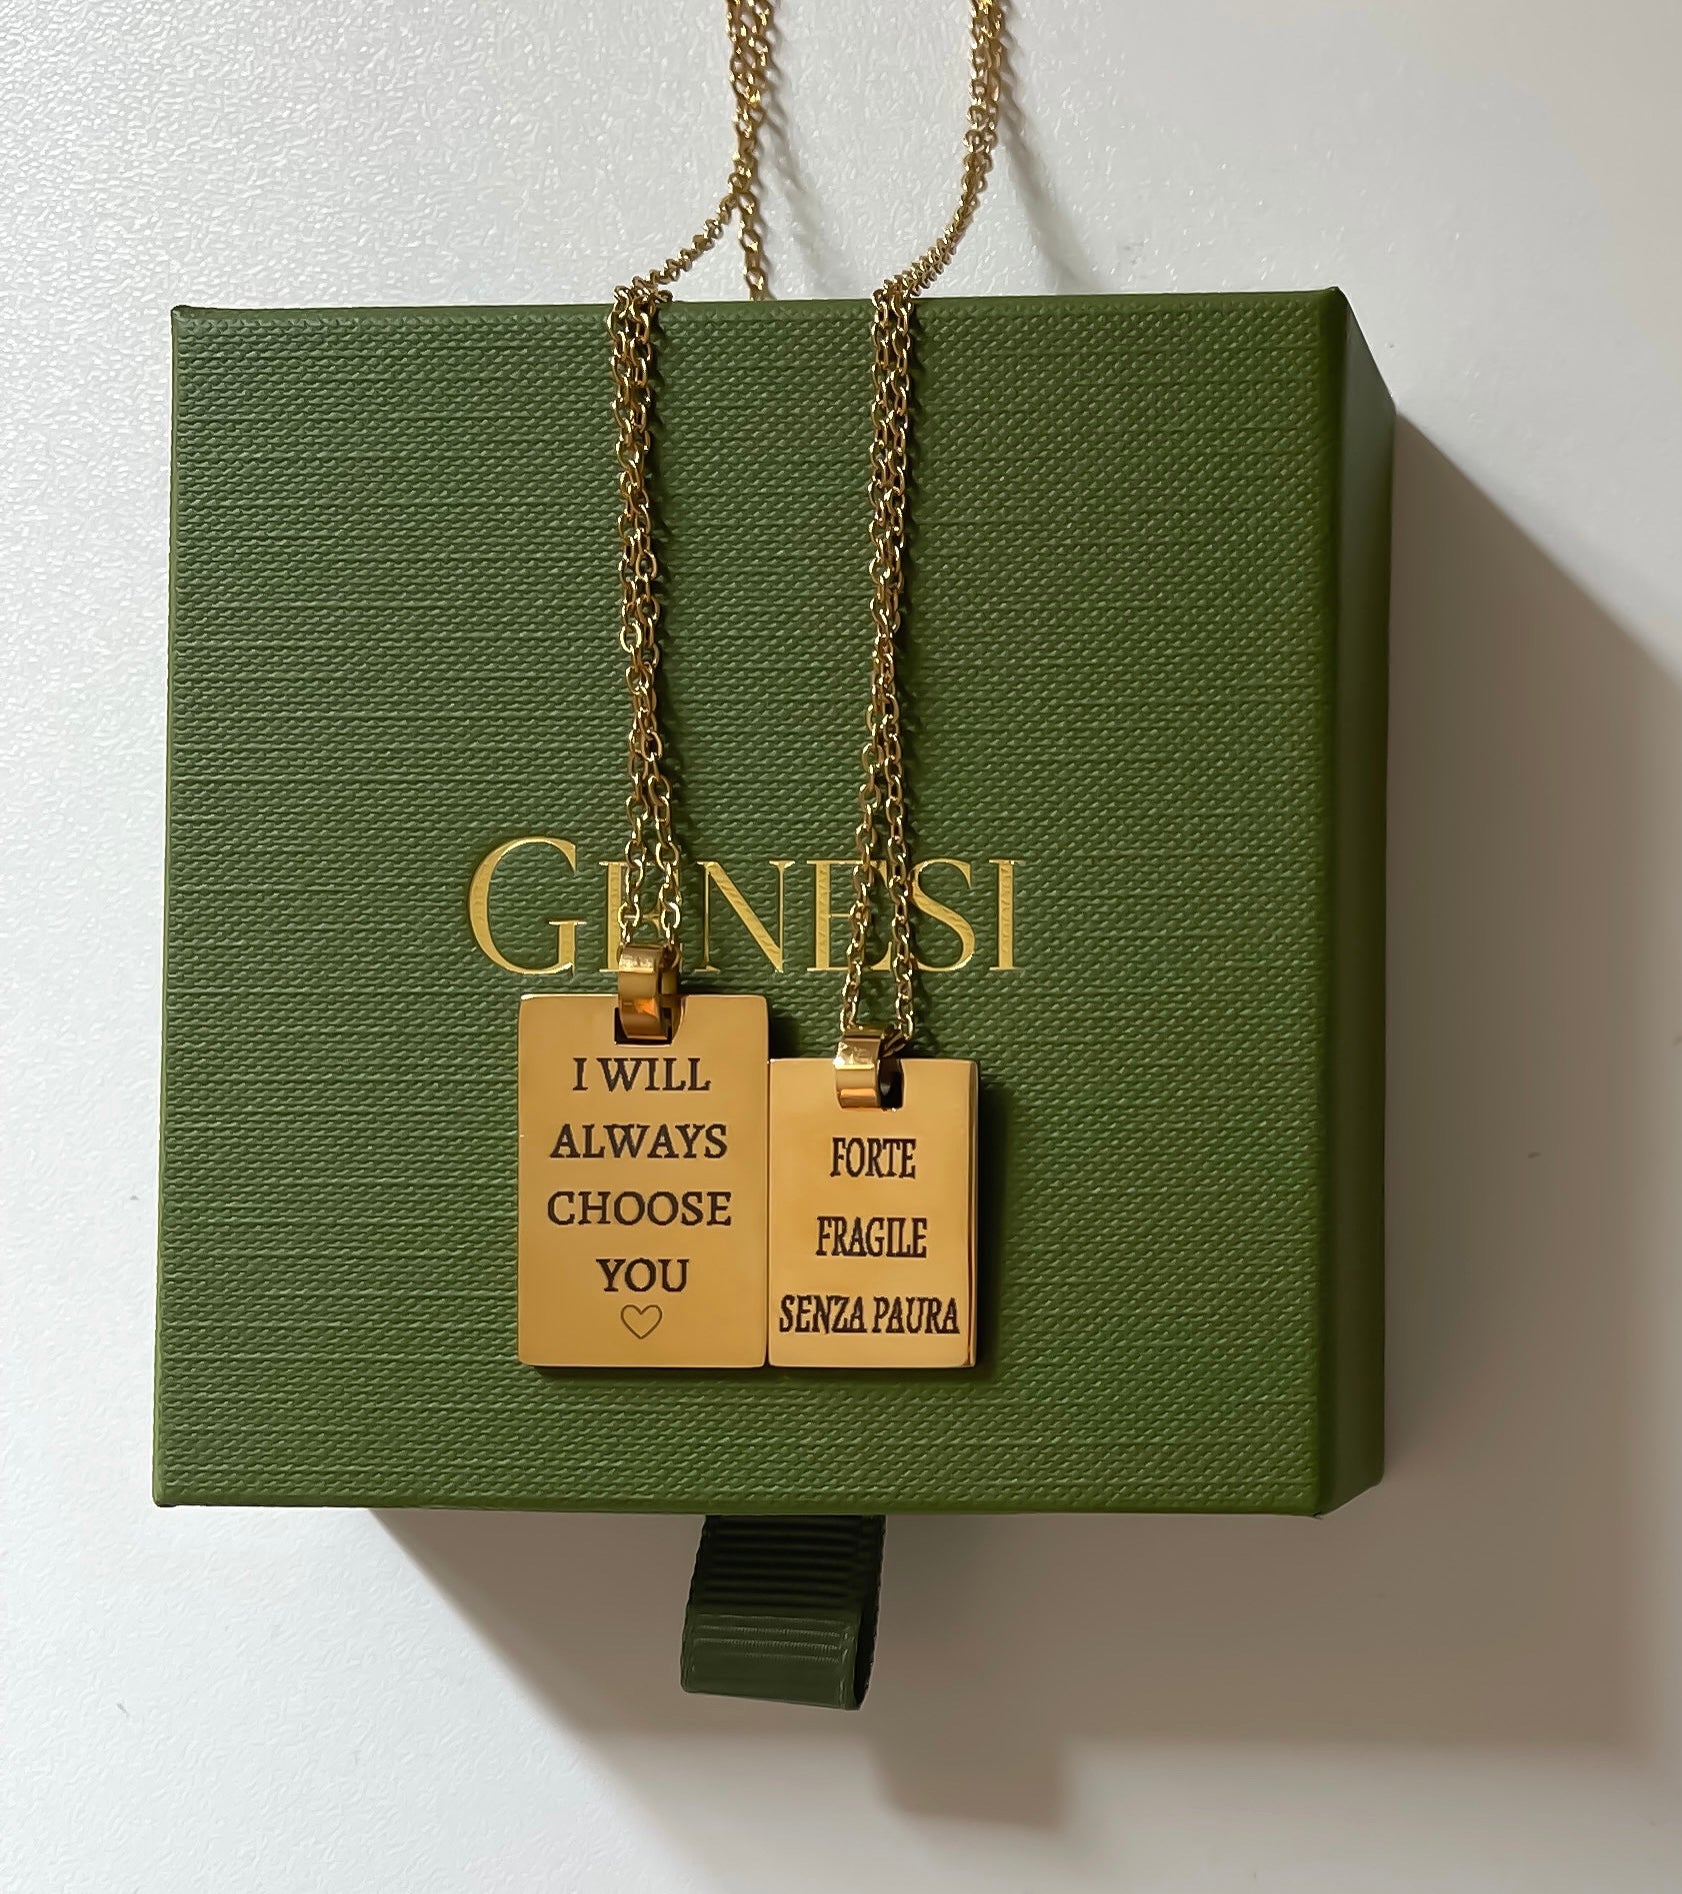 GENESI
I WILL
ALWAYS
CHOOSE
YOU
FORTE
FRAGILE
SENZA PAURA